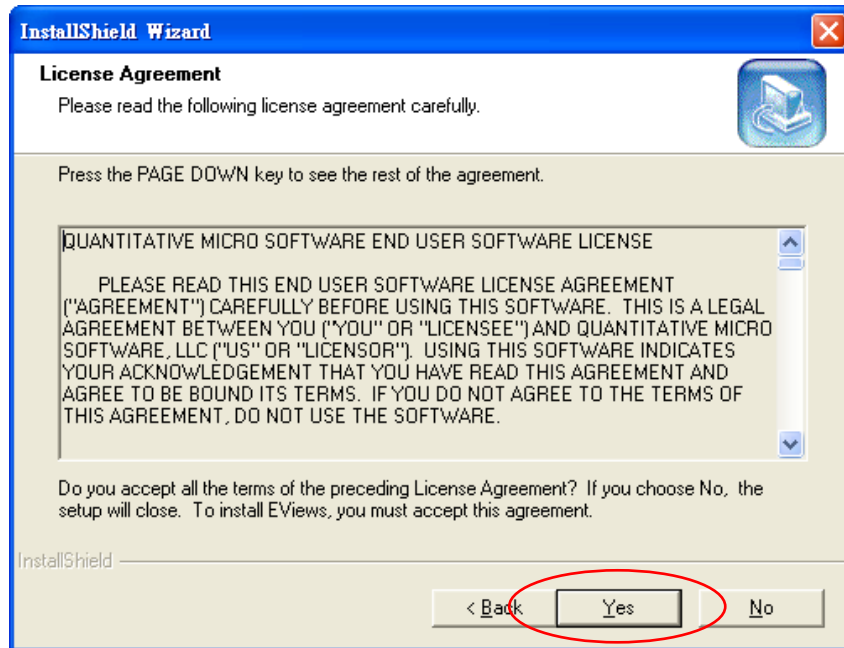 InstallShield Wizard
License Agreement
Please read the following license agreement carefully.
Press the PAGE DOWN key to see the rest of the agreement.
QUANTITATIVE MICRO SOFTWARE END USER SOFTWARE LICENSE
PLEASE READ THIS END USER SOFTWARE LICENSE AGREEMENT
("AGREEMENT") CAREFULLY BEFORE USING THIS SOFTWARE. THIS IS A LEGAL
AGREEMENT BETWEEN YOU ("YOU" OR "LICENSEE") AND QUANTITATIVE MICRO
SOFTWARE, LLC ("US" OR "LICENSOR"). USING THIS SOFTWARE INDICATES
YOUR ACKNOWLEDGEMENT THAT YOU HAVE READ THIS AGREEMENT AND
AGREE TO BE BOUND ITS TERMS. IF YOU DO NOT AGREE TO THE TERMS OF
THIS AGREEMENT, DO NOT USE THE SOFTWARE.
Do you accept all the terms of the preceding License Agreement? If you choose No, the
setup will close. To install EViews, you must accept this agreement.
InstallShield
< Back Yes No